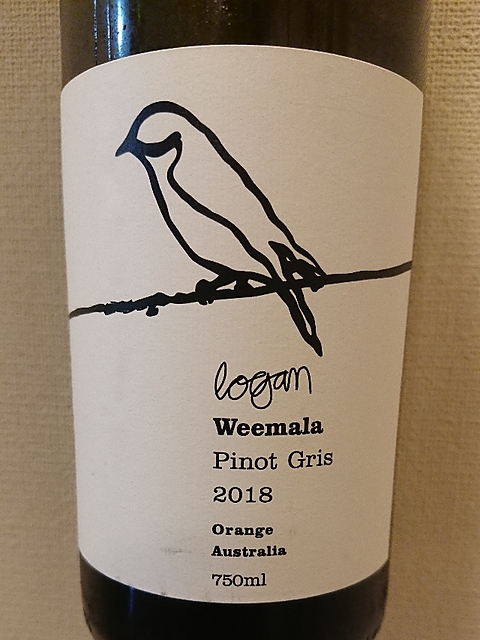 logan
Weemala
Pinot Gris
2018
Orange
Australia
750ml